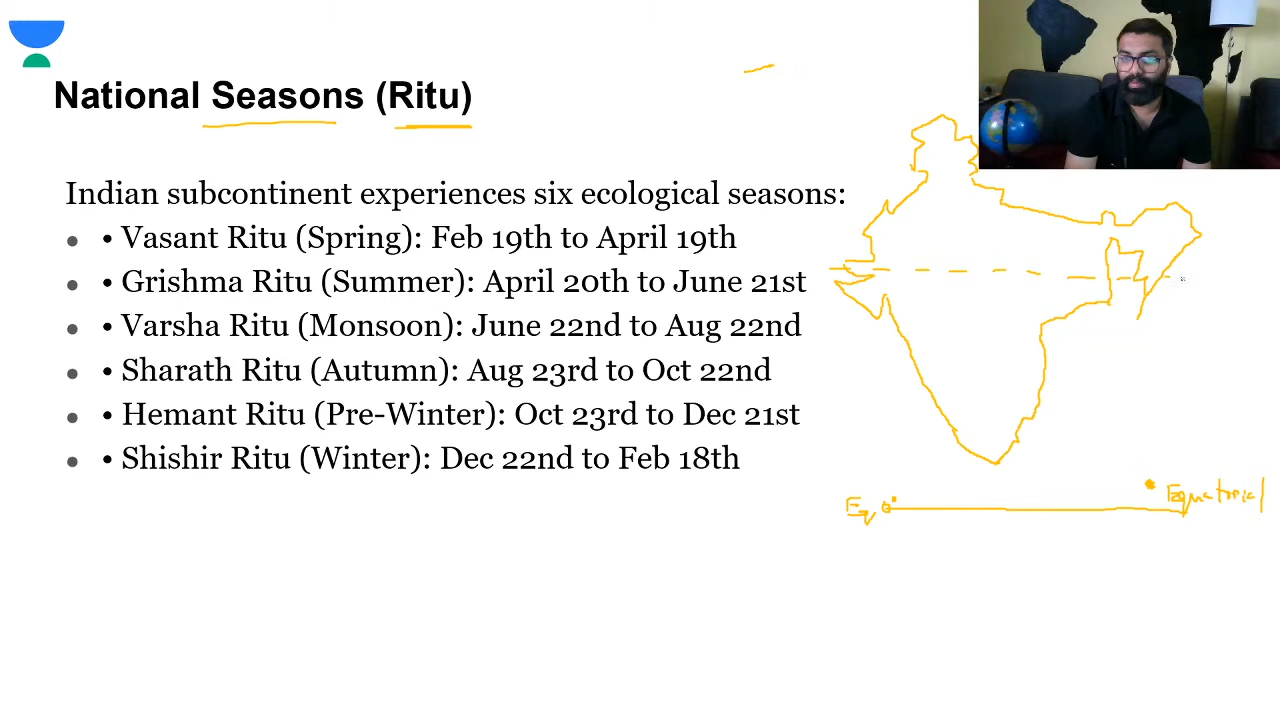 National Seasons (Ritu)
Indian subcontinent experiences six ecological seasons:
• • Vasant Ritu (Spring): Feb 19th to April 19th
• • Grishma Ritu (Summer): April 20th to June 21st
• • Varsha Ritu (Monsoon): June 22nd to Aug 22nd
• • Sharath Ritu (Autumn): Aug 23rd to Oct 22nd
• • Hemant Ritu (Pre-Winter): Oct 23rd to Dec 21st
• • Shishir Ritu (Winter): Dec 22nd to Feb 18th
Equatorial
Eq 0°